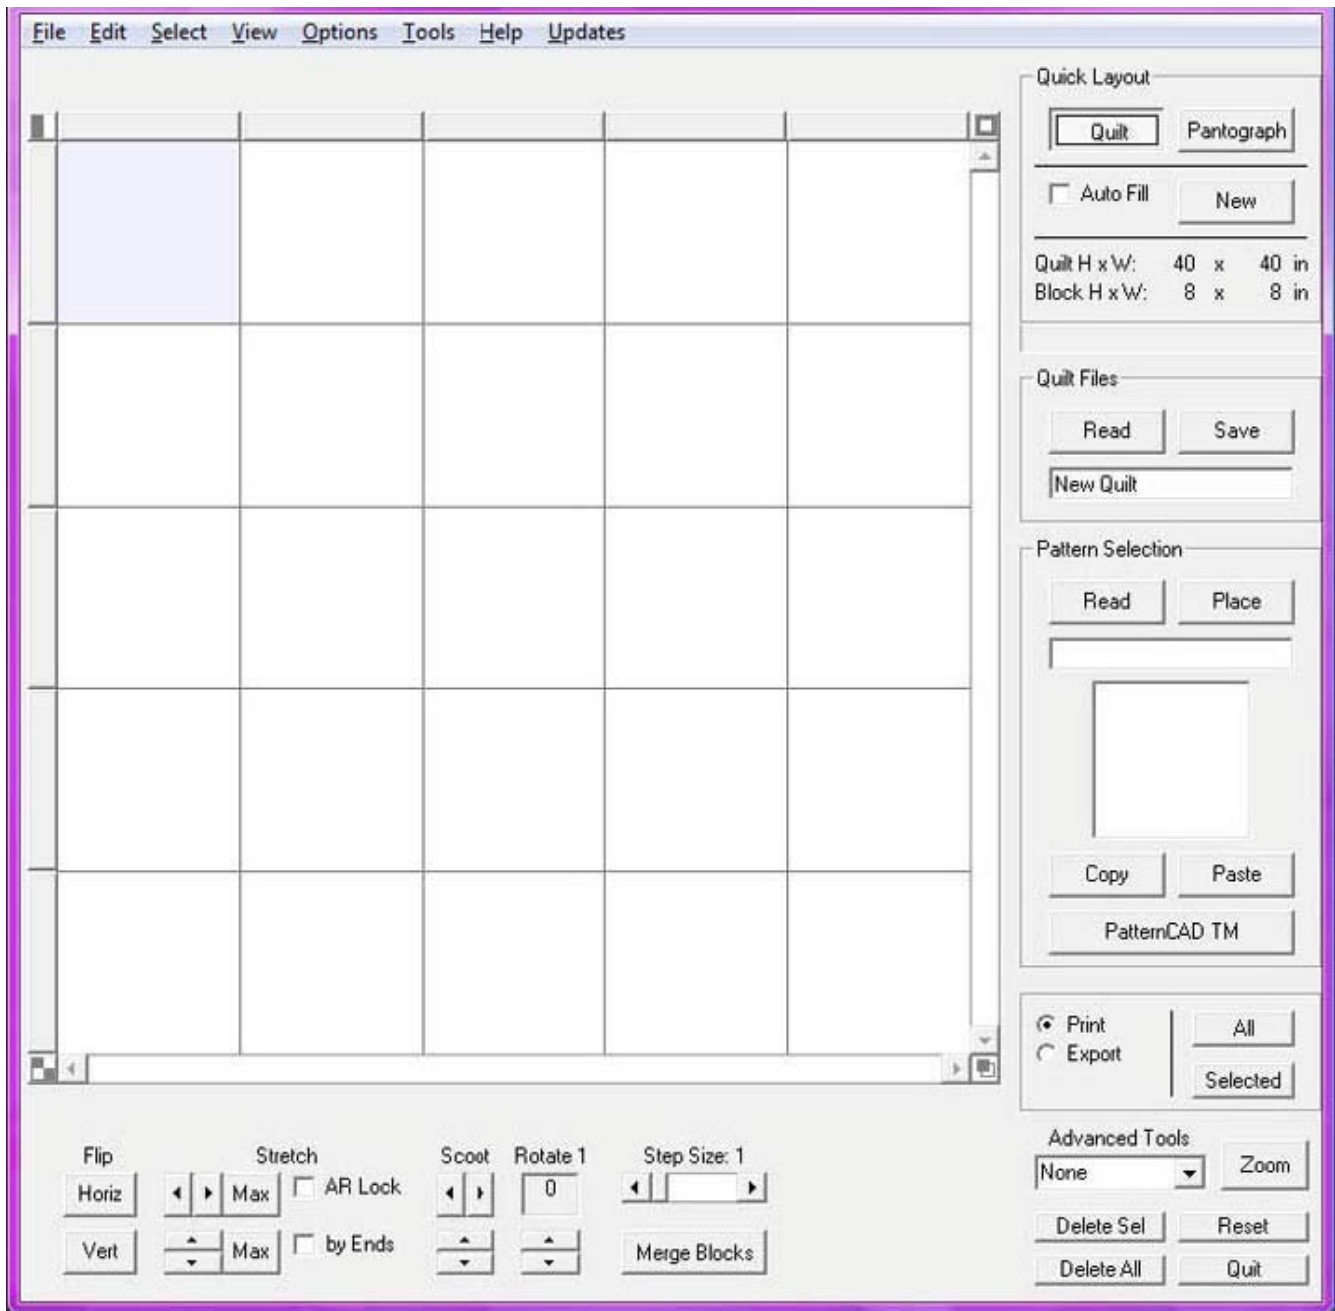 File Edit Select View Options Tools Help Updates
Quick Layout
Quilt Pantograph
Auto Fill New
Quilt H x W: 40 x 40 in
Block H x W: 8 x 8 in
Quilt Files
Read Save
New Quilt
Pattern Selection
Read Place
Copy Paste
PatternCAD TM
Print All
Export
Selected
Flip Stretch Scoot Rotate 1 Step Size: 1
Horiz Max AR Lock 0
Vert Max by Ends Merge Blocks
Advanced Tools
None Zoom
Delete Sel Reset
Delete All Quit